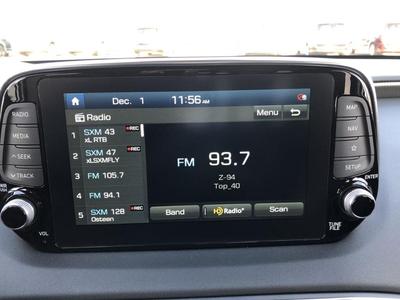 Dec. 1 11:56 AM
Radio Menu
1 SXM 43 REC
xL RTB
2 SXM 47 REC
xLSXMFLY
3 FM 105.7
4 FM 94.1
5 SXM 128 REC
Osteen
FM 93.7
Z-94
Top_40
Band
HD Radio
Scan
RADIO
MEDIA
SEEK
TRACK
VOL
MAP
NAV
SETUP
ENTER
TUNE
FILE